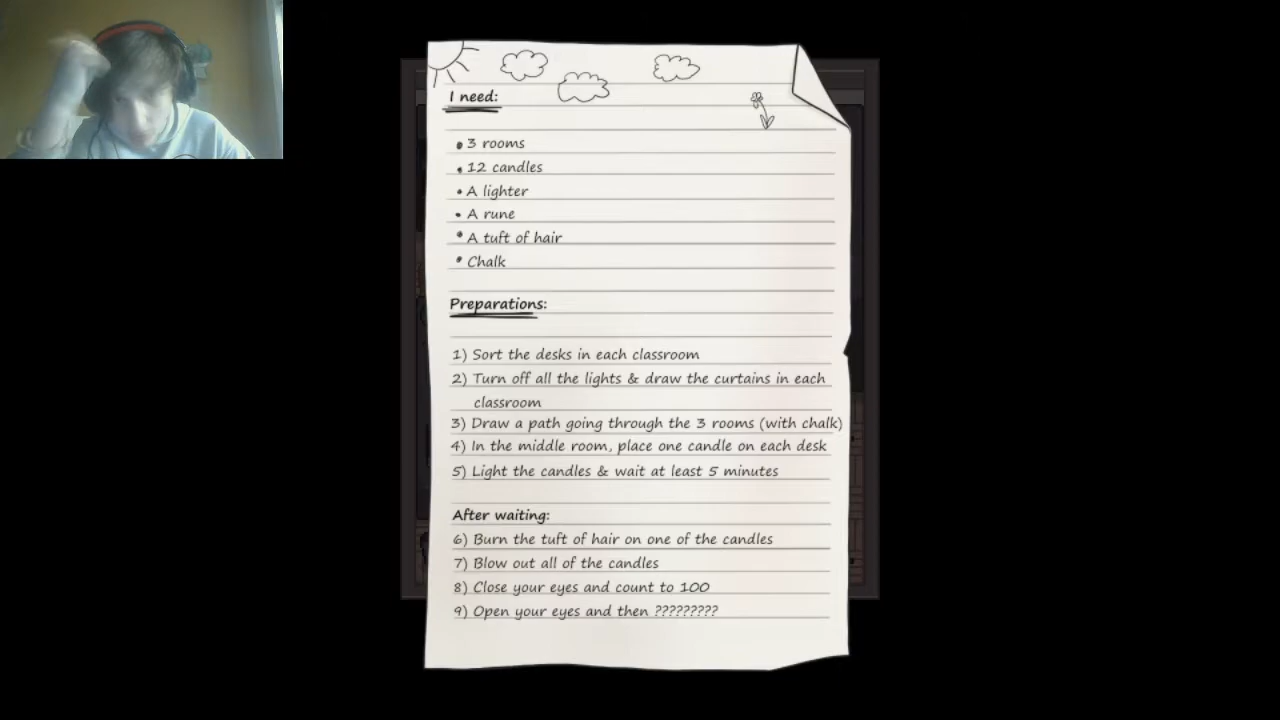 I need:
3 rooms
12 candles
A lighter
A rune
A tuft of hair
Chalk
Preparations:
1) Sort the desks in each classroom
2) Turn off all the lights & draw the curtains in each
classroom
3) Draw a path going through the 3 rooms (with chalk)
4) In the middle room, place one candle on each desk
5) Light the candles & wait at least 5 minutes
After waiting:
6) Burn the tuft of hair on one of the candles
7) Blow out all of the candles
8) Close your eyes and count to 100
9) Open your eyes and then ?????????